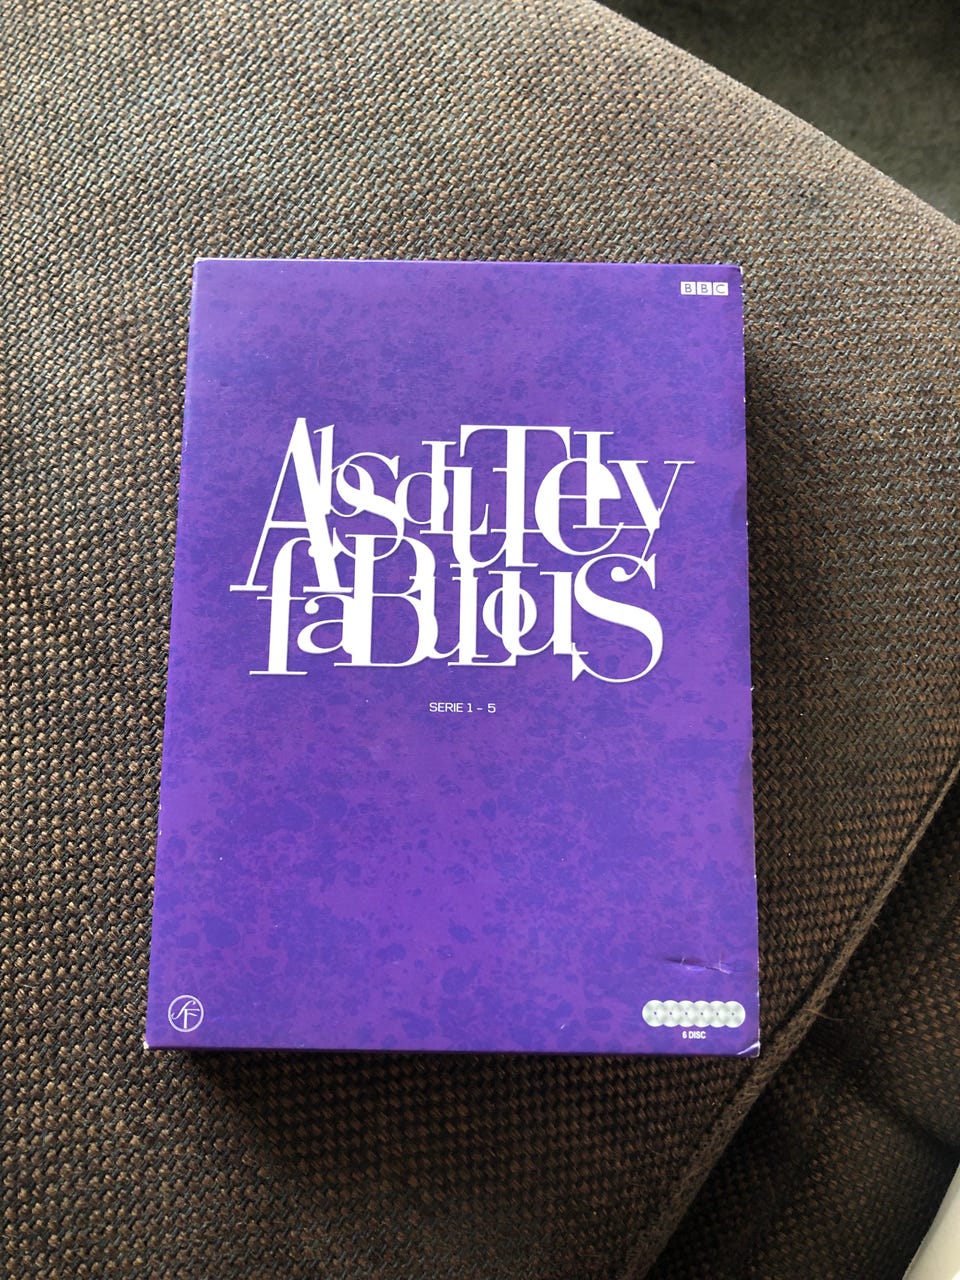 BBC
AbsoLUTELY
faBuLouS
SERIE 1 - 5
SF
6 DISC